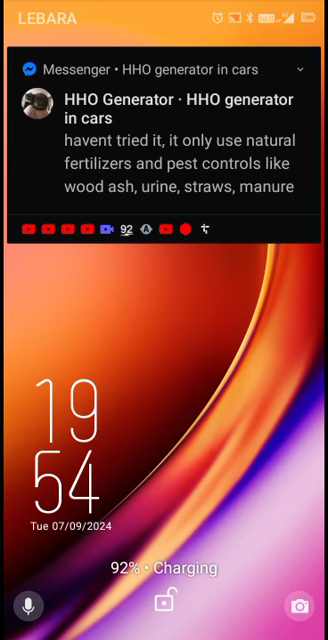 LEBARA
Messenger • HHO generator in cars
HHO Generator · HHO generator
in cars
havent tried it, it only use natural
fertilizers and pest controls like
wood ash, urine, straws, manure
92
19
54
Tue 07/09/2024
92% • Charging